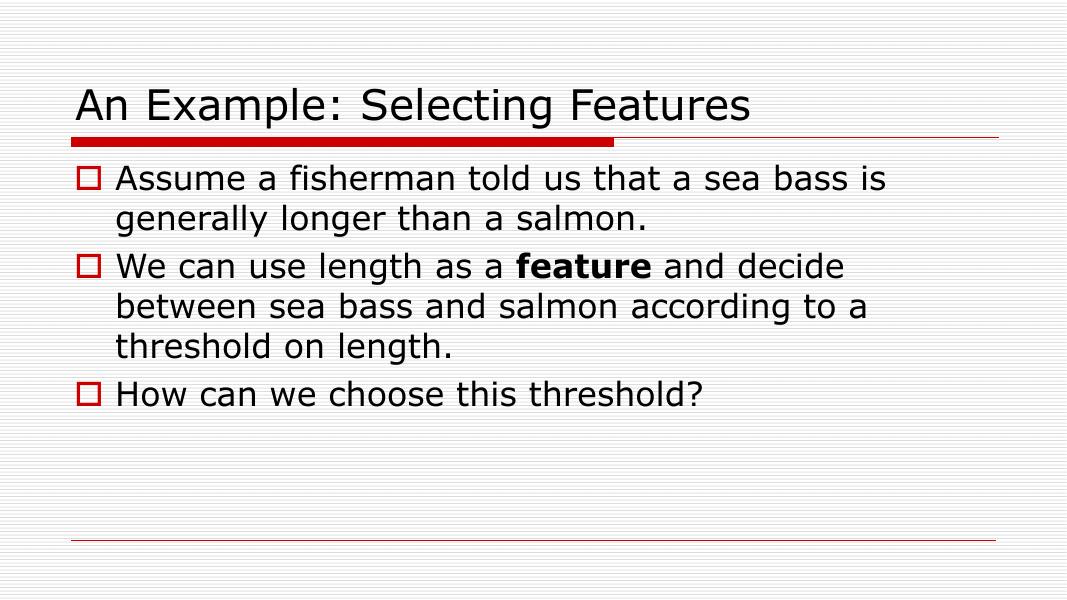 An Example: Selecting Features
Assume a fisherman told us that a sea bass is
generally longer than a salmon.
We can use length as a feature and decide
between sea bass and salmon according to a
threshold on length.
How can we choose this threshold?